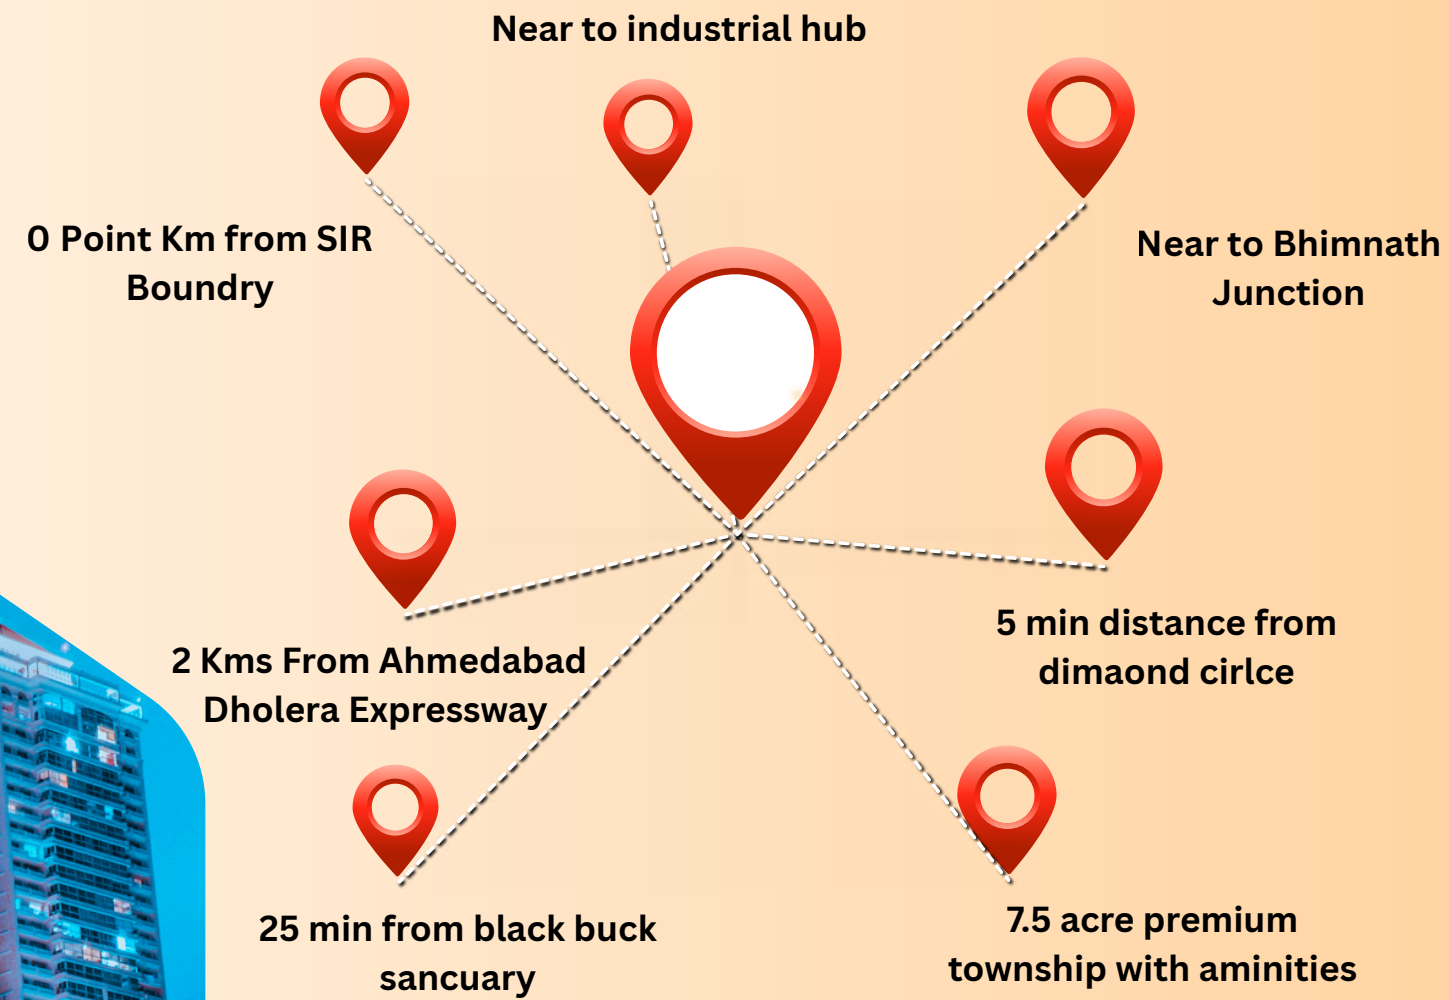 Near to industrial hub
0 Point Km from SIR
Boundry
Near to Bhimnath
Junction
2 Kms From Ahmedabad
Dholera Expressway
5 min distance from
dimaond cirlce
25 min from black buck
sancuary
7.5 acre premium
township with aminities